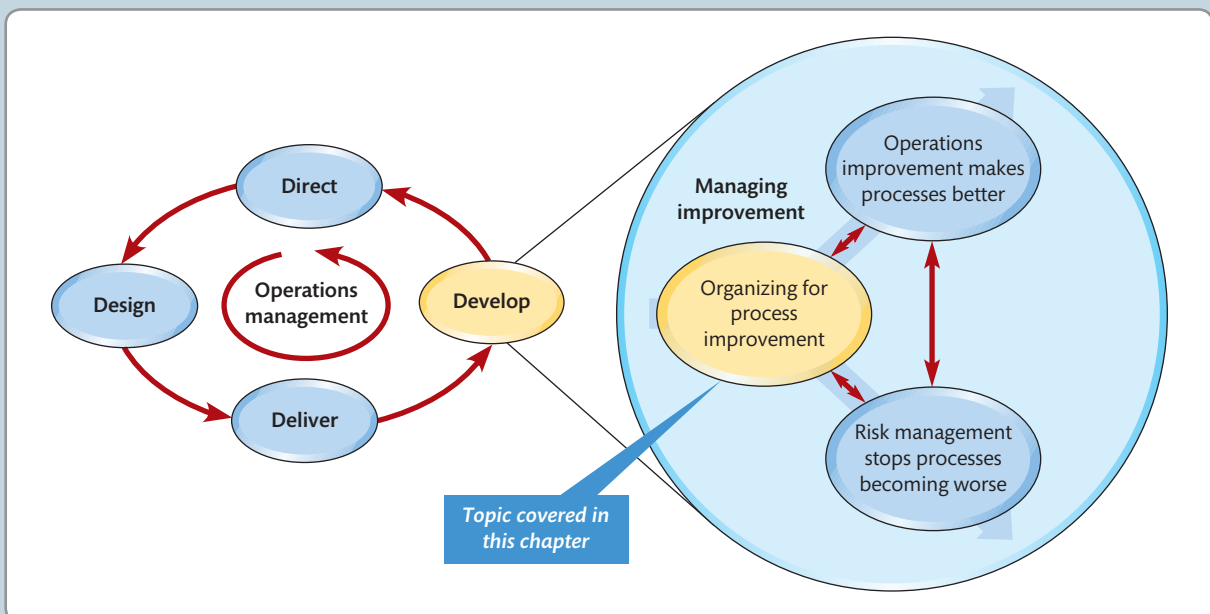 Direct
Design
Operations
management
Develop
Deliver
Managing
improvement
Operations
improvement makes
processes better
Organizing for
process
improvement
Risk management
stops processes
becoming worse
Topic covered in
this chapter